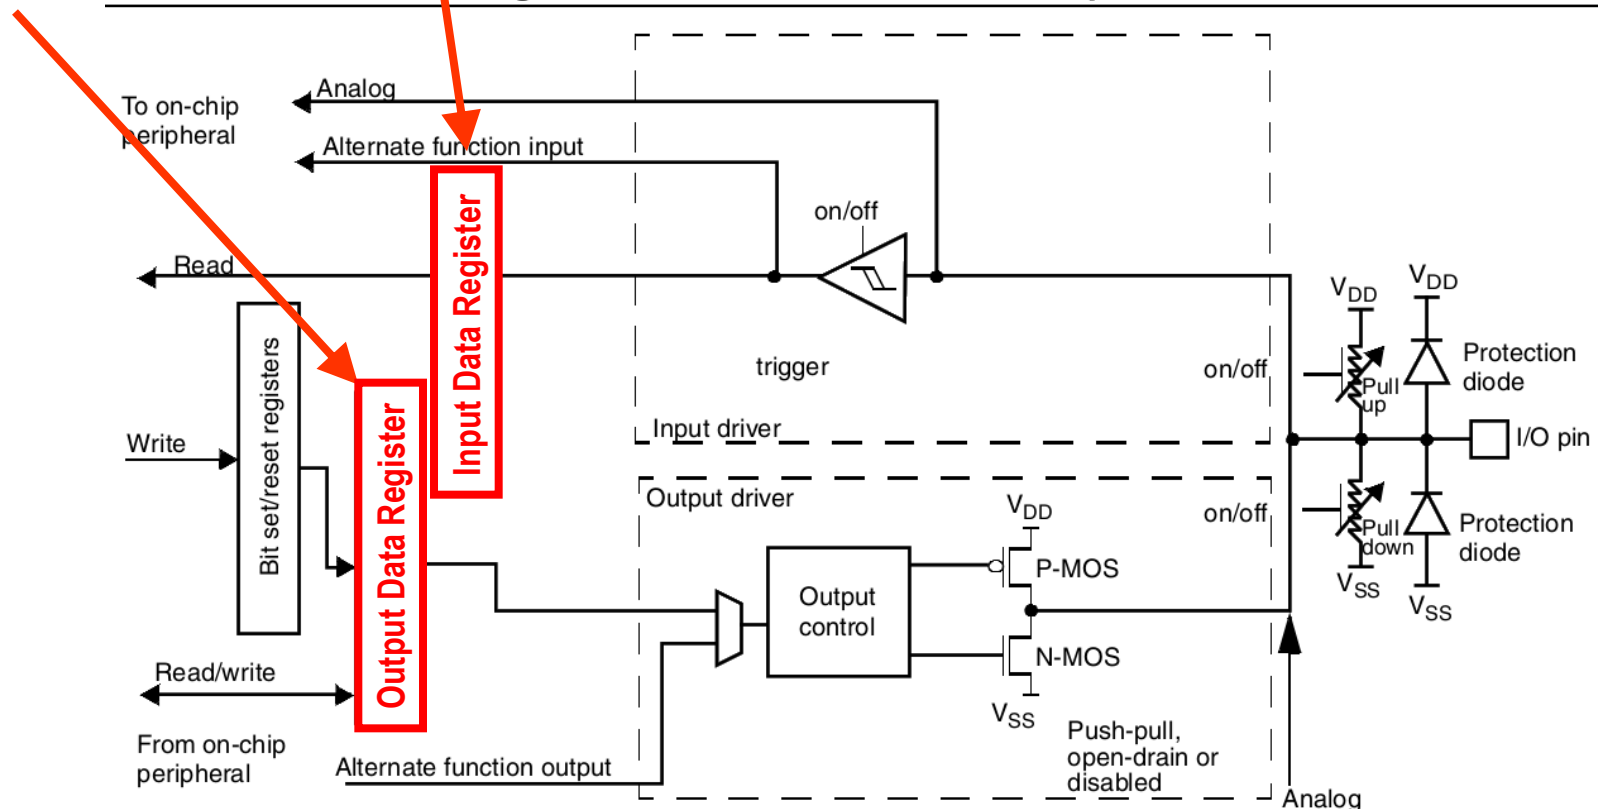 Analog
To on-chip
peripheral
Alternate function input
on/off
Read
Input Data Register
trigger
Input driver
VDD
VDD
on/off
Pull
up
Protection
diode
I/O pin
Bit set/reset registers
Write
Output Data Register
Output driver
VDD
on/off
Pull
down
Protection
diode
VSS
VSS
P-MOS
Output
control
N-MOS
VSS
Read/write
From on-chip
peripheral
Alternate function output
Push-pull,
open-drain or
disabled
Analog